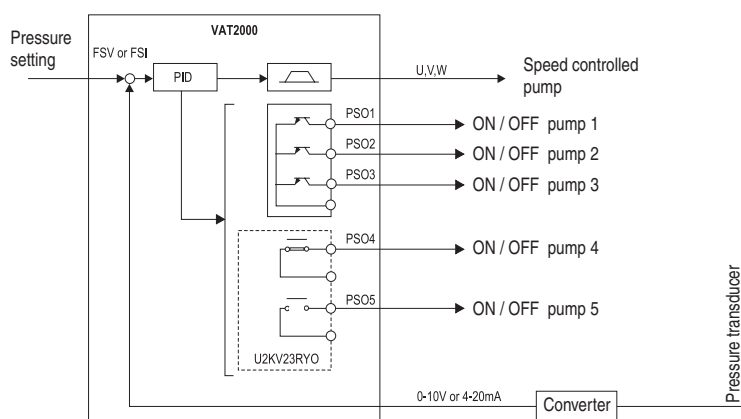 VAT2000
Pressure
setting
FSV or FSI
PID
U,V,W
Speed controlled
pump
PSO1
ON / OFF pump 1
PSO2
ON / OFF pump 2
PSO3
ON / OFF pump 3
PSO4
ON / OFF pump 4
PSO5
ON / OFF pump 5
U2KV23RYO
0-10V or 4-20mA
Converter
Pressure transducer